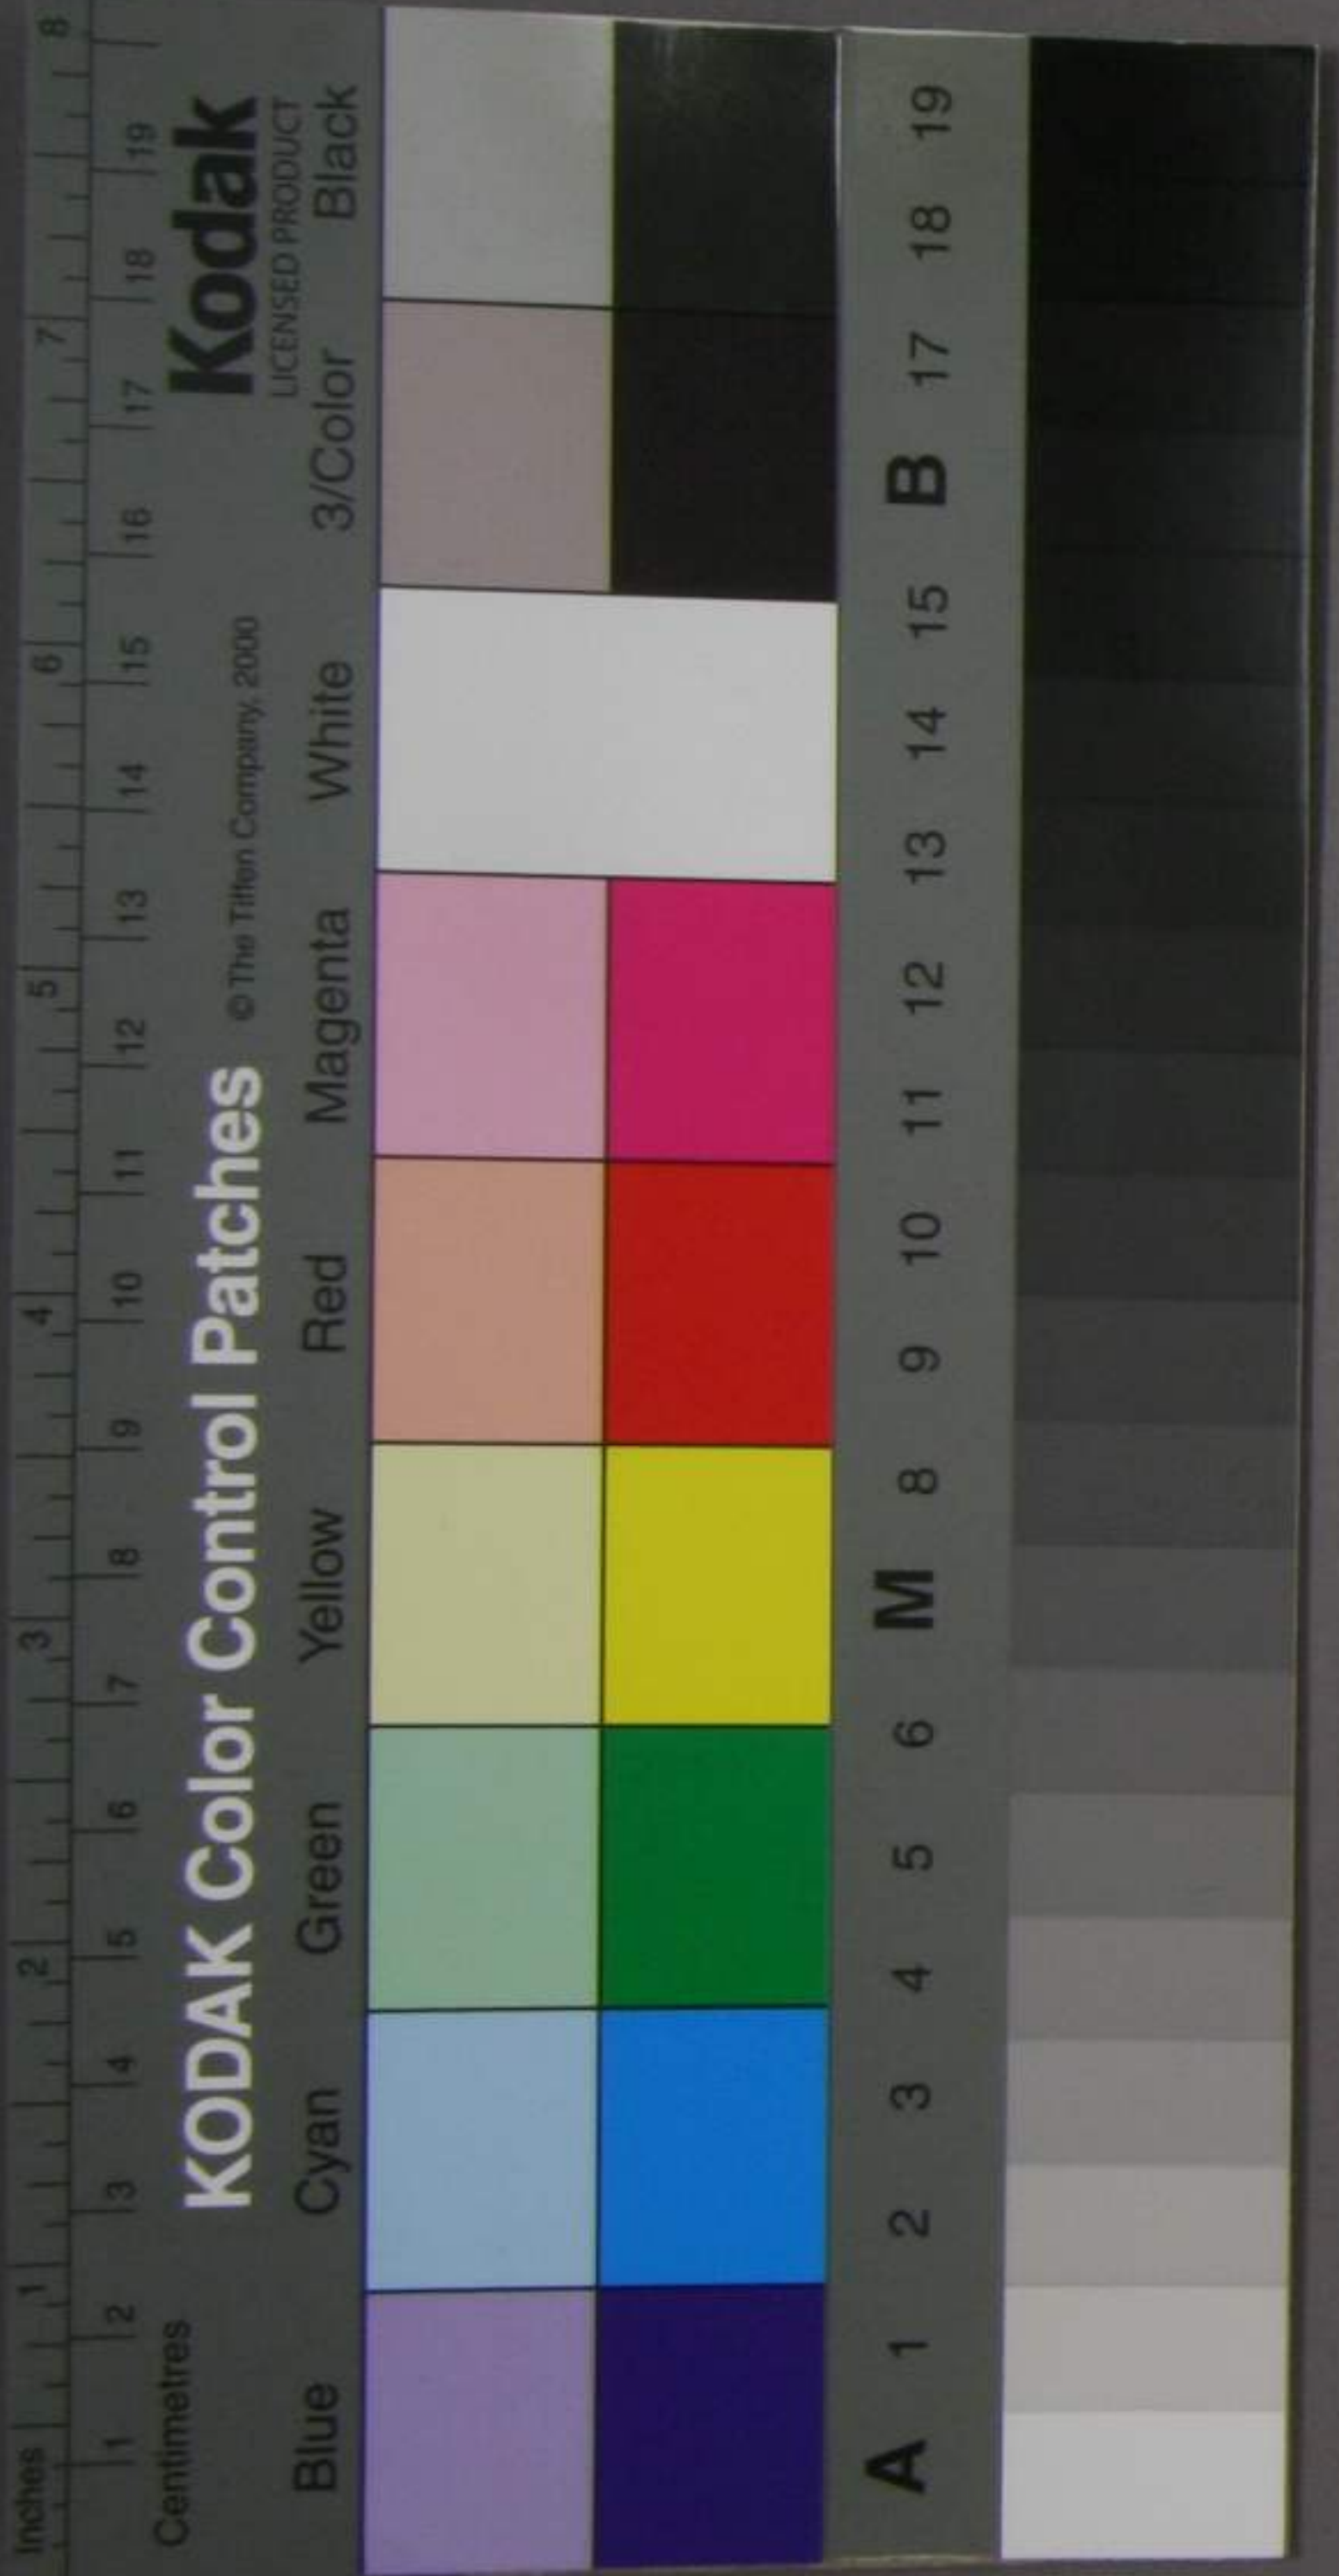 Inches 1 2 3 4 5 6 7 8
1 2 3 4 5 6 7 8 9 10 11 12 13 14 15 16 17 18 19
Centimetres
KODAK Color Control Patches © The Tiffen Company, 2000 Kodak
LICENSED PRODUCT
Blue Cyan Green Yellow Red Magenta White 3/Color Black
A 1 2 3 4 5 6 M 8 9 10 11 12 13 14 15 B 17 18 19